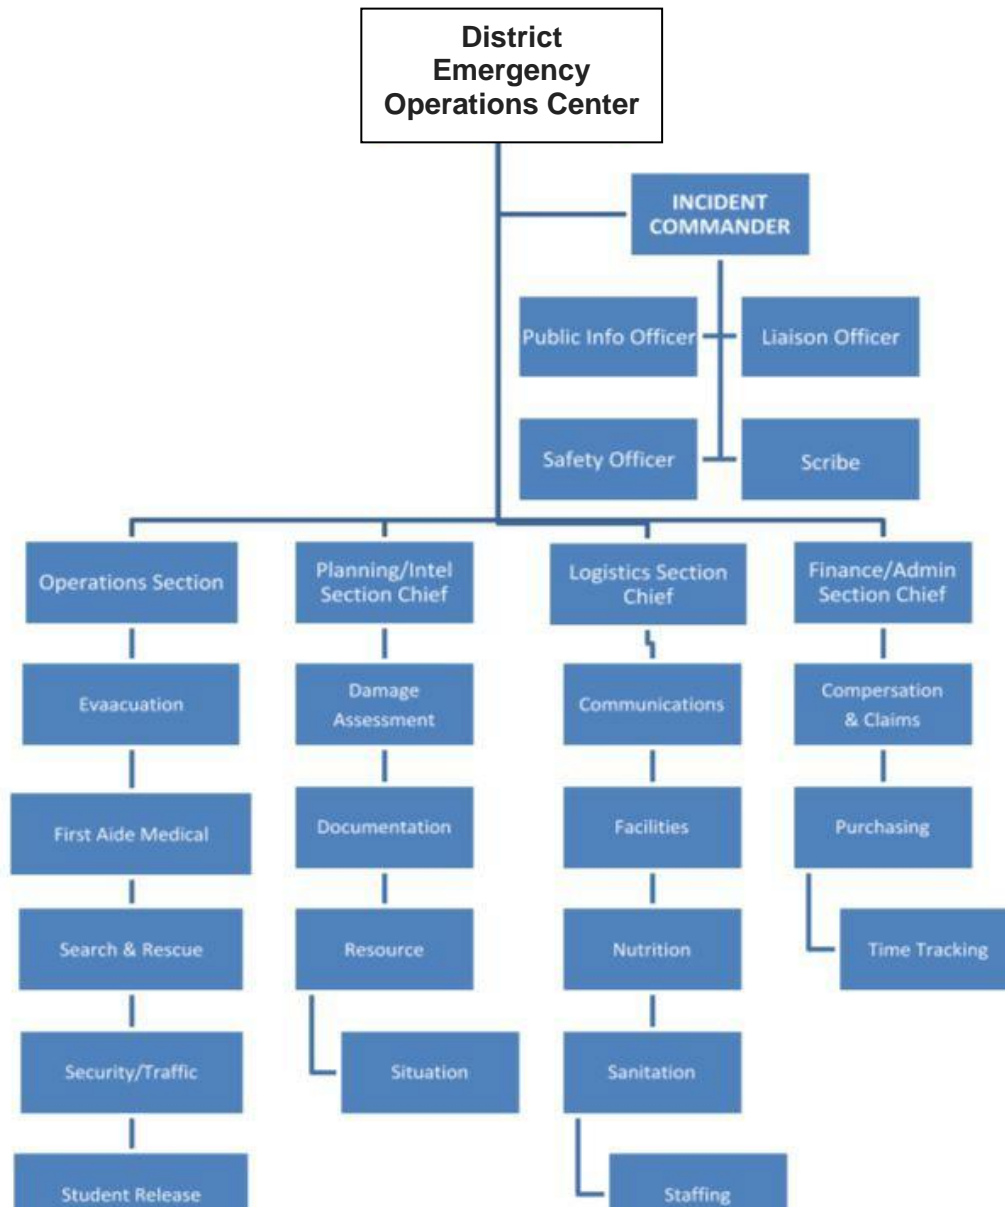 District
Emergency
Operations Center
INCIDENT
COMMANDER
Public Info Officer
Liaison Officer
Safety Officer
Scribe
Operations Section
Planning/Intel
Section Chief
Logistics Section
Chief
Finance/Admin
Section Chief
Evaacuation
Damage
Assessment
Communications
Compersation
& Claims
First Aide Medical
Documentation
Facilities
Purchasing
Search & Rescue
Resource
Nutrition
Time Tracking
Security/Traffic
Situation
Sanitation
Student Release
Staffing